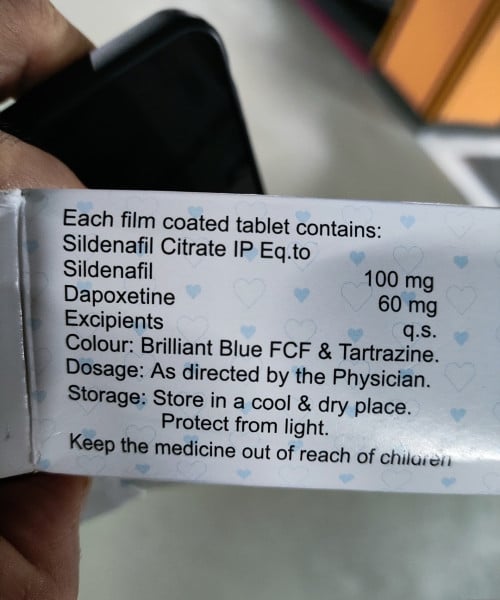 Each film coated tablet contains:
Sildenafil Citrate IP Eq.to
Sildenafil 100 mg
Dapoxetine 60 mg
Excipients q.s.
Colour: Brilliant Blue FCF & Tartrazine.
Dosage: As directed by the Physician.
Storage: Store in a cool & dry place.
Protect from light.
Keep the medicine out of reach of children